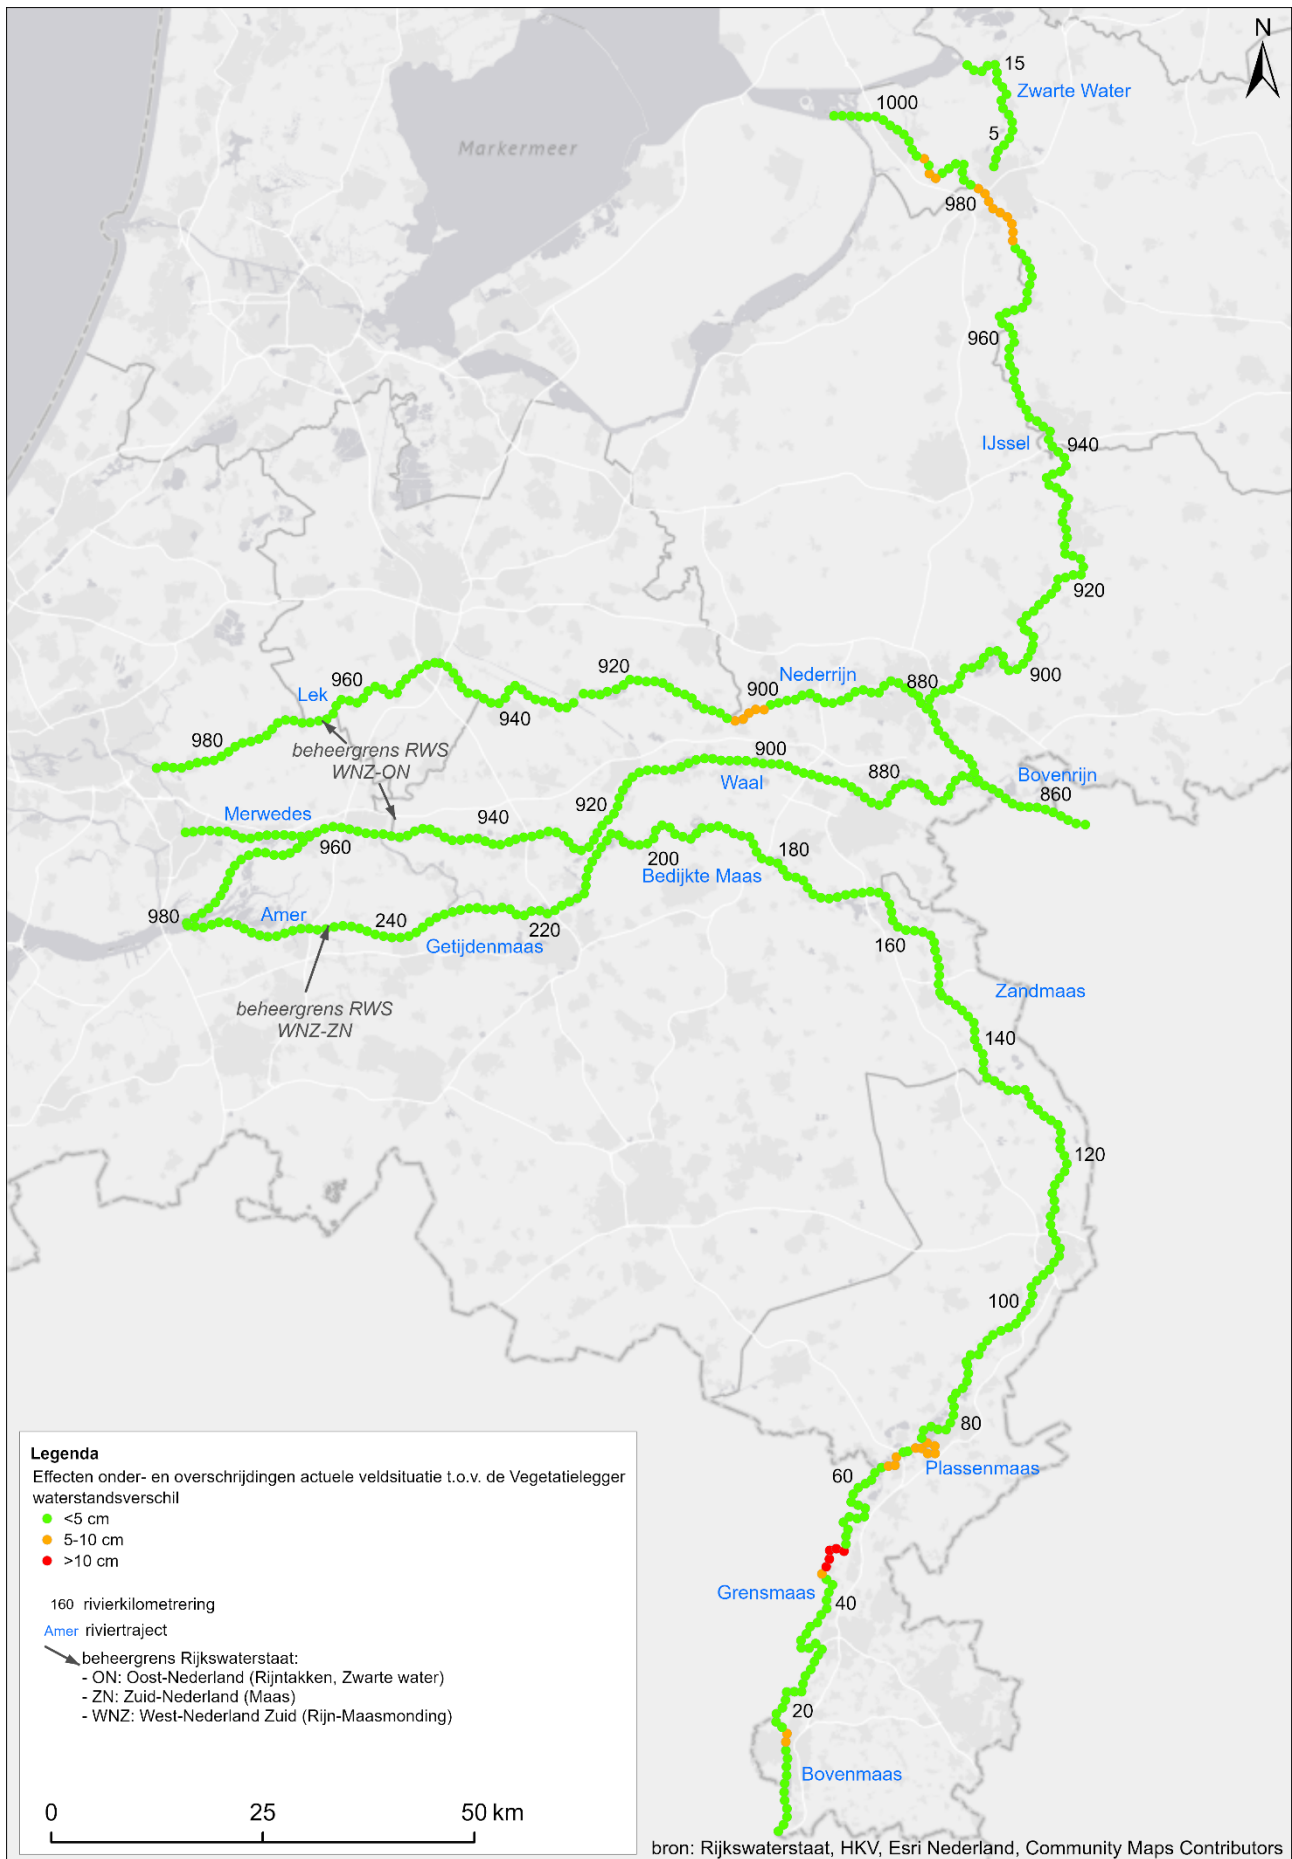 N
15
Zwarte Water
1000
5
Markermeer
980
960
IJssel
940
920
900
880
Nederrijn
900
920
960
Lek
940
980
beheergrens RWS
WNZ-ON
900
Waal
880
Bovenrijn
860
920
Merwedes
940
960
200
180
Bedijkte Maas
980
Amer
240
220
Getijdenmaas
160
beheergrens RWS
WNZ-ZN
Zandmaas
140
120
100
80
Plassenmaas
60
Grensmaas
40
20
Bovenmaas
Legenda
Effecten onder- en overschrijdingen actuele veldsituatie t.o.v. de Vegetatielegger
waterstandsverschil
<5 cm
5-10 cm
>10 cm
160 rivierkilometrering
Amer riviertraject
beheergrens Rijkswaterstaat:
- ON: Oost-Nederland (Rijntakken, Zwarte water)
- ZN: Zuid-Nederland (Maas)
- WNZ: West-Nederland Zuid (Rijn-Maasmonding)
0 25 50 km
bron: Rijkswaterstaat, HKV, Esri Nederland, Community Maps Contributors